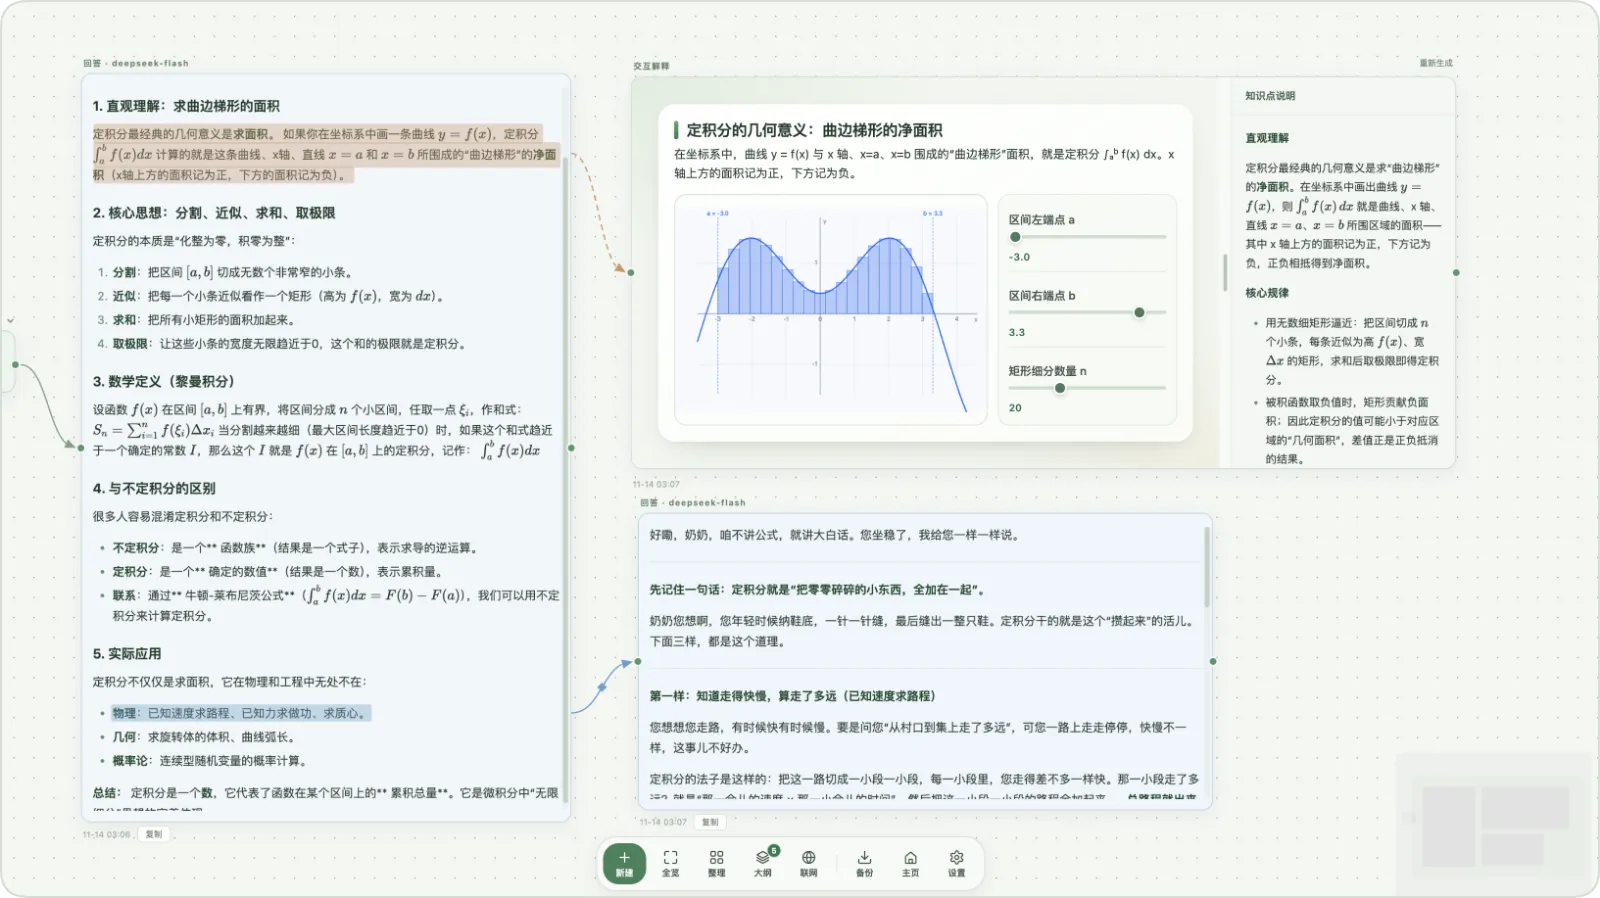 回答 · deepseek-flash
1. 直观理解：求曲边梯形的面积
定积分最经典的几何意义是求面积。 如果你在坐标系中画一条曲线 y = f(x)，定积分
∫ₐᵇ f(x)dx 计算的就是这条曲线、x轴、直线 x = a 和 x = b 所围成的“曲边梯形”的净面
积（x轴上方的面积记为正，下方的面积记为负）。
2. 核心思想：分割、近似、求和、取极限
定积分的本质是“化整为零，积零为整”：
1. 分割：把区间 [a, b] 切成无数个非常窄的小条。
2. 近似：把每一个小条近似看作一个矩形（高为 f(x)，宽为 dx）。
3. 求和：把所有小矩形的面积加起来。
4. 取极限：让这些小条的宽度无限趋近于0，这个和的极限就是定积分。
3. 数学定义（黎曼积分）
设函数 f(x) 在区间 [a, b] 上有界，将区间分成 n 个小区间，任取一点 ξᵢ，作和式：
Sₙ = ∑ⁿᵢ₌₁ f(ξᵢ)Δxᵢ 当分割越来越细（最大区间长度趋近于0）时，如果这个和式趋近
于一个确定的常数 I，那么这个 I 就是 f(x) 在 [a, b] 上的定积分，记作： ∫ₐᵇ f(x)dx
4. 与不定积分的区别
很多人容易混淆定积分和不定积分：
• 不定积分：是一个** 函数族**（结果是一个式子），表示求导的逆运算。
• 定积分：是一个** 确定的数值**（结果是一个数），表示累积量。
• 联系：通过** 牛顿-莱布尼茨公式**（∫ₐᵇ f(x)dx = F(b) − F(a)），我们可以用不定
积分来计算定积分。
5. 实际应用
定积分不仅仅是求面积，它在物理和工程中无处不在：
• 物理：已知速度求路程、已知力求做功、求质心。
• 几何：求旋转体的体积、曲线弧长。
• 概率论：连续型随机变量的概率计算。
总结： 定积分是一个数，它代表了函数在某个区间上的** 累积总量**。它是微积分中“无限
11-14 03:06
复制
交互解释
重新生成
定积分的几何意义：曲边梯形的净面积
在坐标系中，曲线 y = f(x) 与 x 轴、x=a、x=b 围成的“曲边梯形”面积，就是定积分 ∫ₐᵇ f(x) dx。x
轴上方的面积记为正，下方记为负。
a = -3.0
b = 3.3
y
1
-3 -2 -1 0 1 2 3 4 x
-1
区间左端点 a
-3.0
区间右端点 b
3.3
矩形细分数量 n
20
知识点说明
直观理解
定积分最经典的几何意义是求“曲边梯形”
的净面积。在坐标系中画出曲线 y =
f(x)，则 ∫ₐᵇ f(x) dx 就是曲线、x 轴、
直线 x = a、x = b 所围区域的面积——
其中 x 轴上方的面积记为正，下方记为
负，正负相抵得到净面积。
核心规律
• 用无数细矩形逼近：把区间切成 n
个小条，每条近似为高 f(x)、宽
Δx 的矩形，求和后取极限即得定积
分。
• 被积函数取负值时，矩形贡献负面
积；因此定积分的值可能小于对应区
域的“几何面积”，差值正是正负抵消
的结果。
11-14 03:07
回答 · deepseek-flash
好嘞，奶奶，咱不讲公式，就讲大白话。您坐稳了，我给您一样一样说。
先记住一句话：定积分就是“把零零碎碎的小东西，全加在一起”。
奶奶您想啊，您年轻时候纳鞋底，一针一针缝，最后缝出一整只鞋。定积分干的就是这个“攒起来”的活儿。
下面三样，都是这个道理。
第一样：知道走得快慢，算走了多远（已知速度求路程）
您想想您走路，有时候快有时候慢。要是问您“从村口到集上走了多远”，可您一路上走走停停，快慢不一
样，这事儿不好办。
定积分的法子是这样的：把这一路切成一小段一小段，每一小段里，您走得差不多一样快。那一小段走了多
11-14 03:07
复制
新建
全览
整理
5
大纲
联网
备份
主页
设置